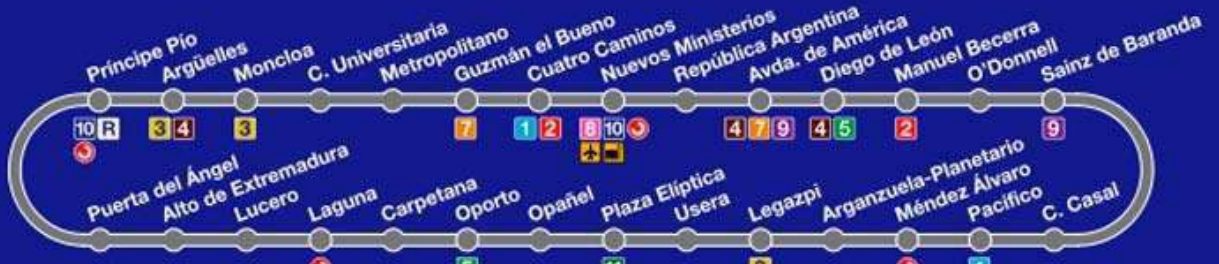 Príncipe Pío
Argüelles
Moncloa
C. Universitaria
Metropolitano
Guzmán el Bueno
Cuatro Caminos
Nuevos Ministerios
República Argentina
Avda. de América
Diego de León
Manuel Becerra
O'Donnell
Sainz de Baranda
10 R
3 4
3
7
1 2
8 10
4 7 9
4 5
2
9
Puerta del Ángel
Alto de Extremadura
Lucero
Laguna
Carpetana
Oporto
Opañel
Plaza Elíptica
Usera
Legazpi
Arganzuela-Planetario
Méndez Álvaro
Pacífico
C. Casal